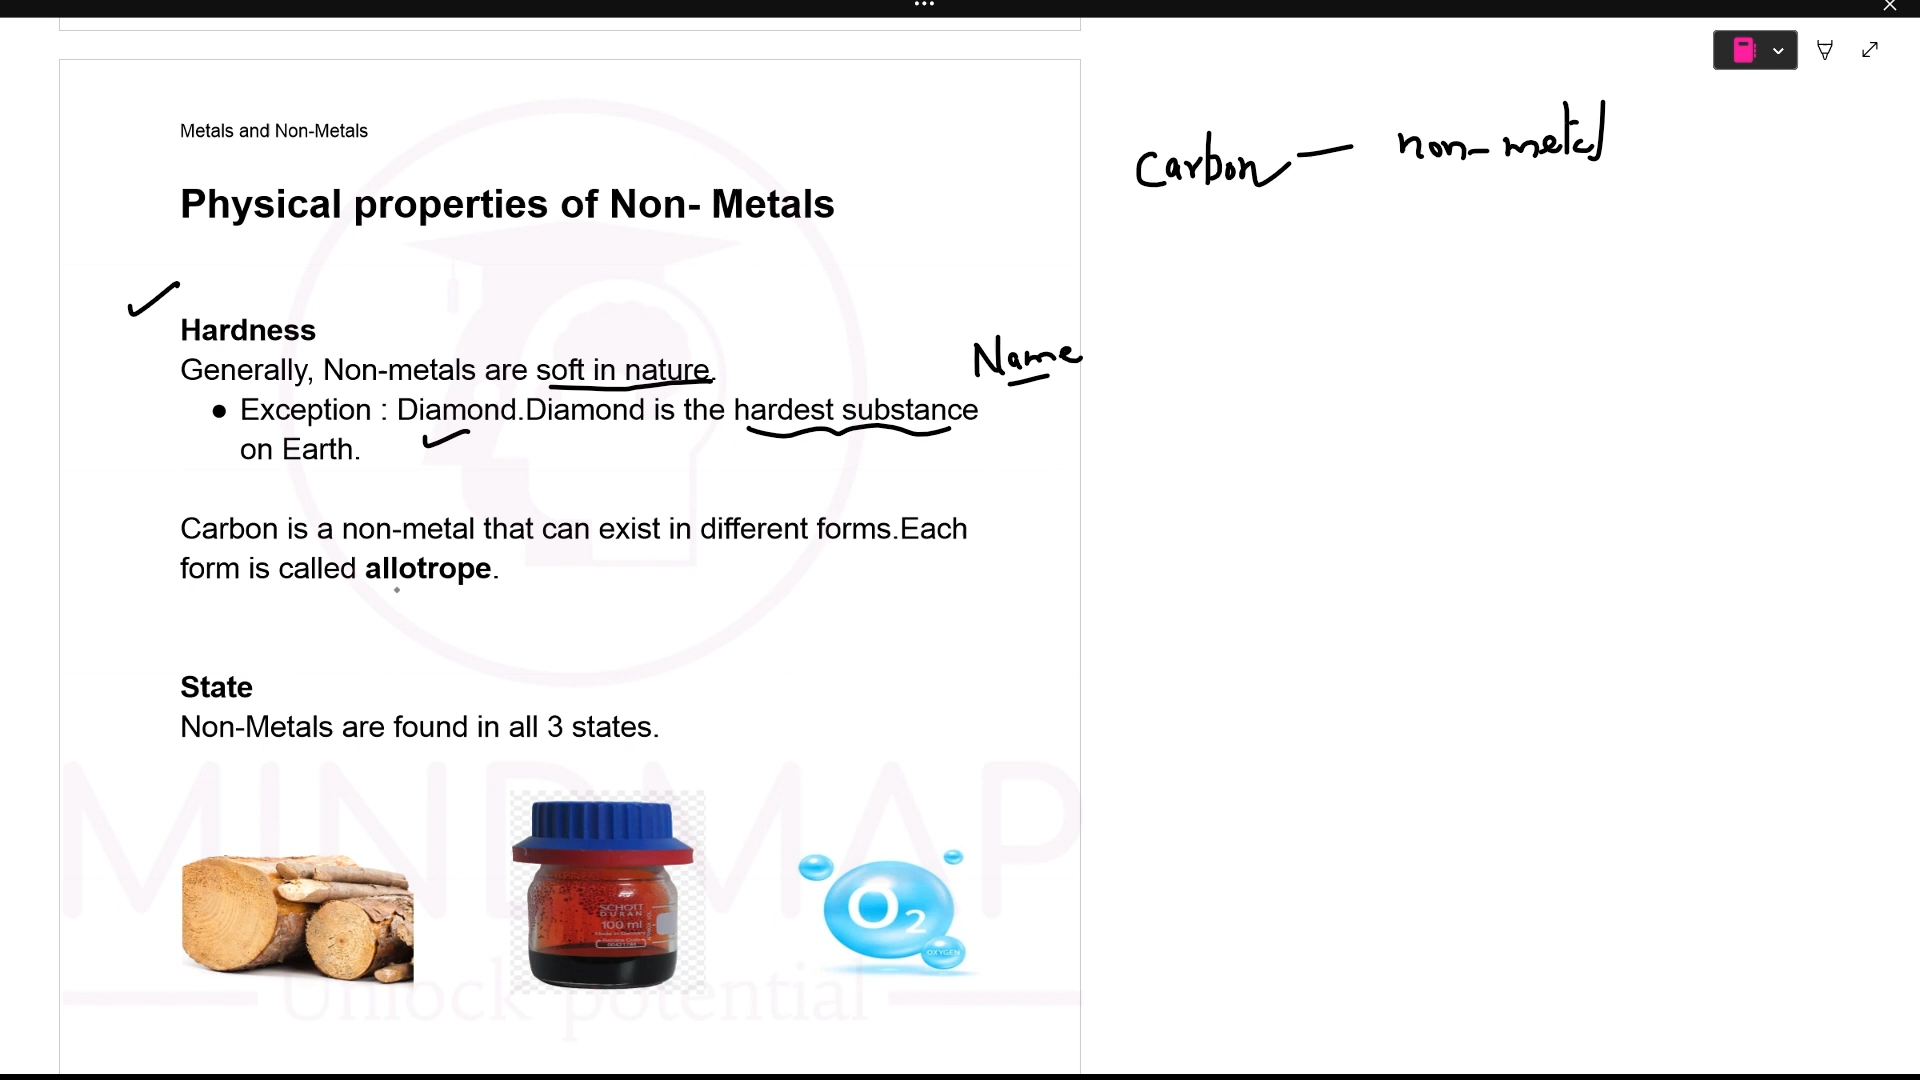 Metals and Non-Metals
Carbon — non-metal
Physical properties of Non- Metals
Hardness
Generally, Non-metals are soft in nature.
Name
● Exception : Diamond.Diamond is the hardest substance
on Earth.
Carbon is a non-metal that can exist in different forms.Each
form is called allotrope.
State
Non-Metals are found in all 3 states.
MINDMAP
SCHOTT
DURAN
100 ml
O2
OXYGEN
Unlock potential